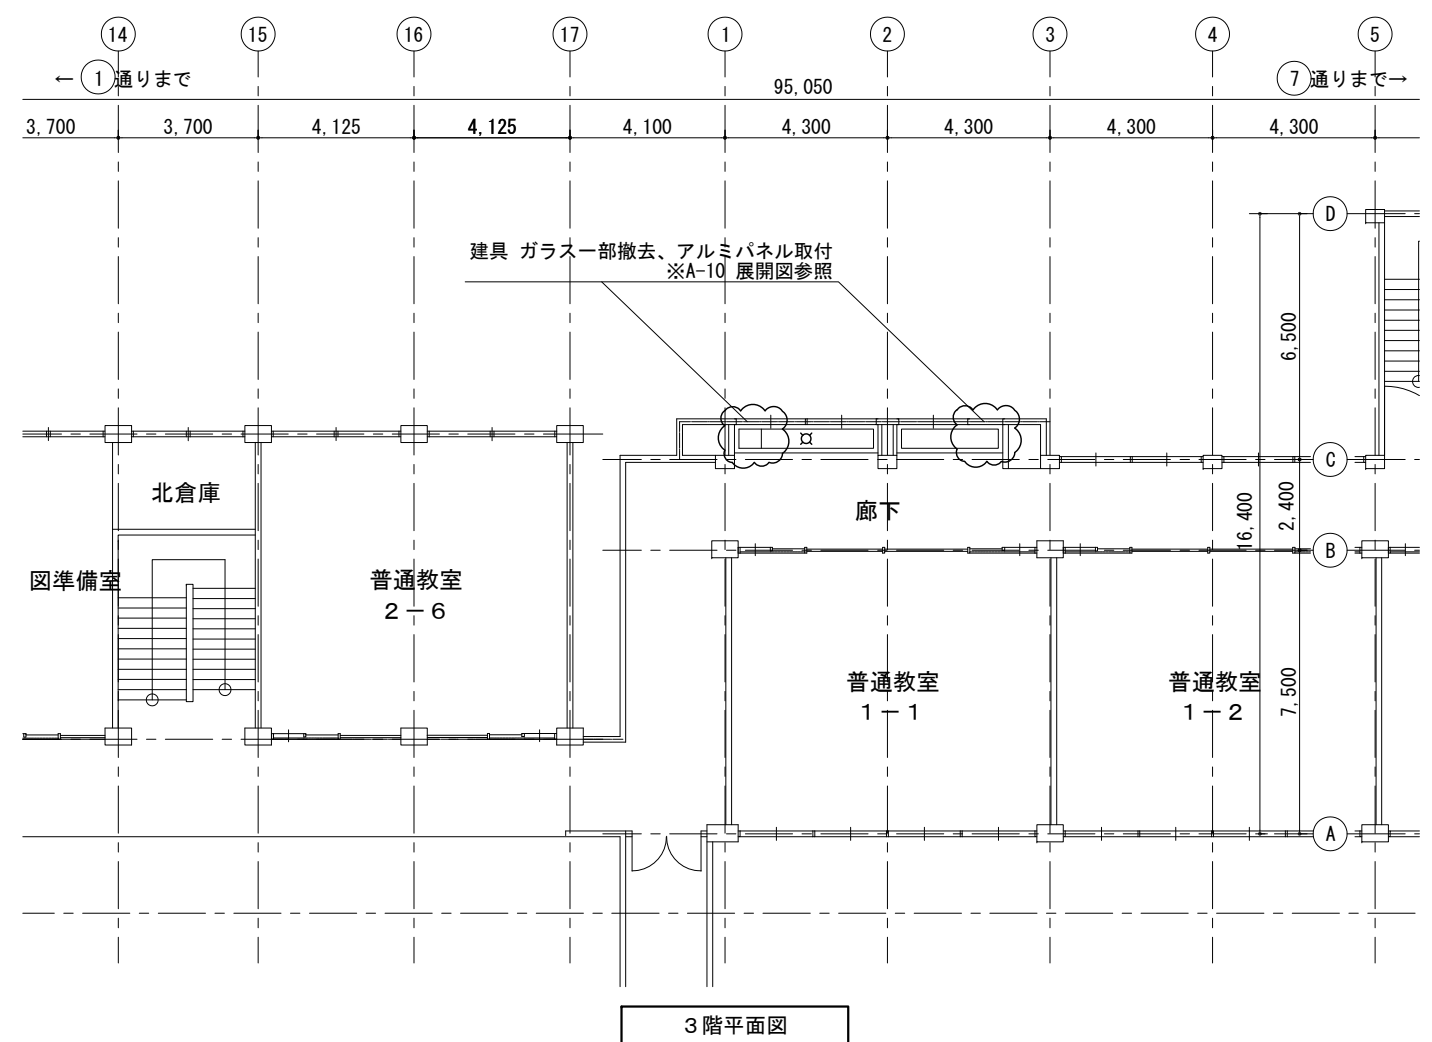 14 15 16 17 1 2 3 4 5
← 1 通りまで 7 通りまで→
95,050
3,700 3,700 4,125 4,125 4,100 4,300 4,300 4,300 4,300
D
建具 ガラス一部撤去、アルミパネル取付
※A-10 展開図参照
6,500
C
北倉庫
廊下
16,400
2,400
B
図準備室
普通教室
2-6
普通教室
1-1
普通教室
1-2
7,500
A
3階平面図